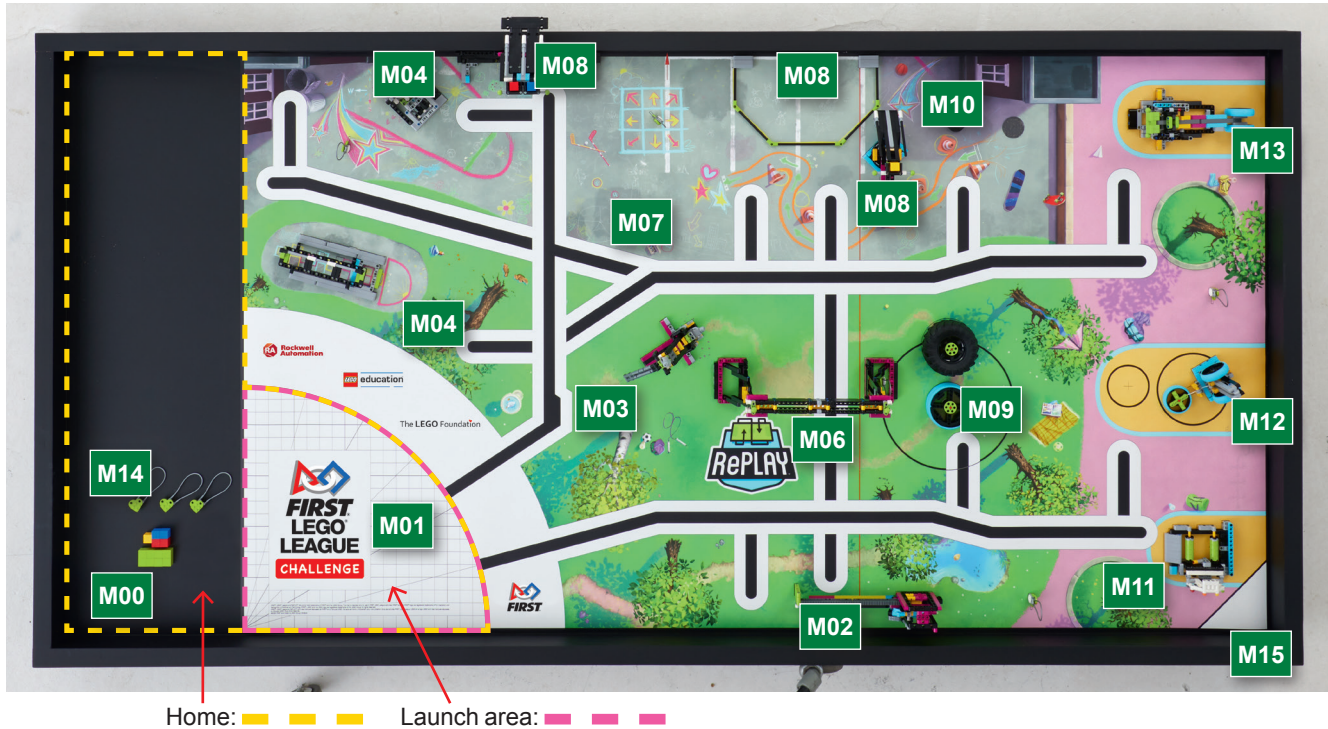 M08
M04
M08
M10
M13
M07
M08
M04
RA Rockwell
Automation
LEGO education
The LEGO Foundation
M03
M06
M09
M12
RePLAY
M14
FIRST
LEGO
LEAGUE
CHALLENGE
M01
M00
FIRST
M11
M02
M15
Home:
Launch area: